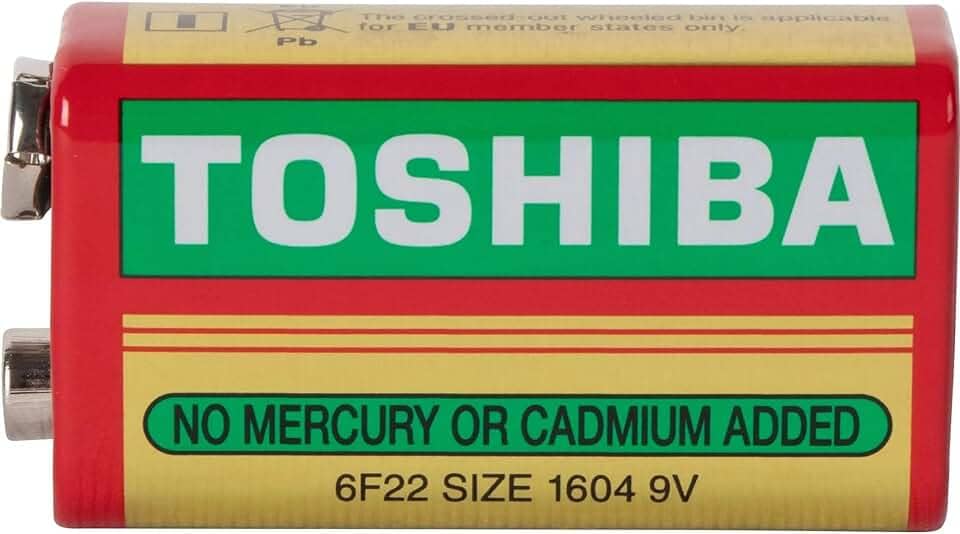 The crossed-out wheeled bin is applicable
for EU member states only.
Pb
TOSHIBA
NO MERCURY OR CADMIUM ADDED
6F22 SIZE 1604 9V